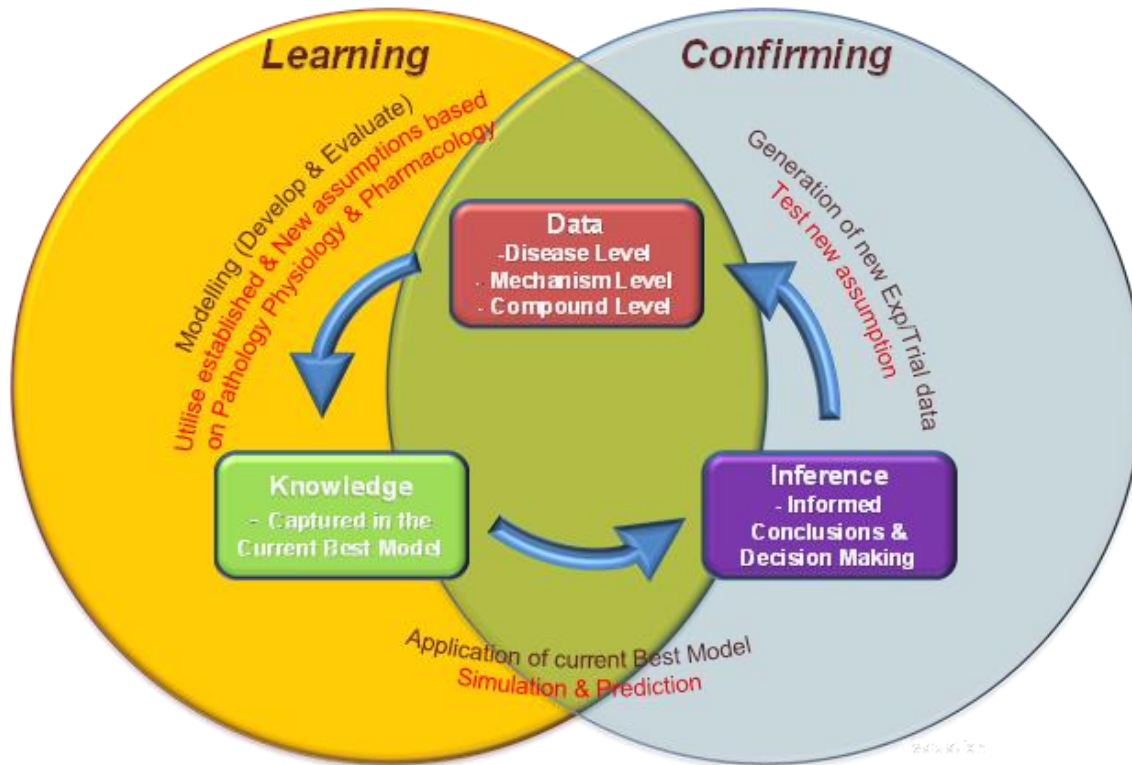 Learning
Confirming
Modelling (Develop & Evaluate)
Utilise established & New assumptions based
on Pathology Physiology & Pharmacology
Generation of new Exp/Trial data
Test new assumption
Data
-Disease Level
- Mechanism Level
- Compound Level
Knowledge
- Captured in the
Current Best Model
Inference
- Informed
Conclusions &
Decision Making
Application of current Best Model
Simulation & Prediction